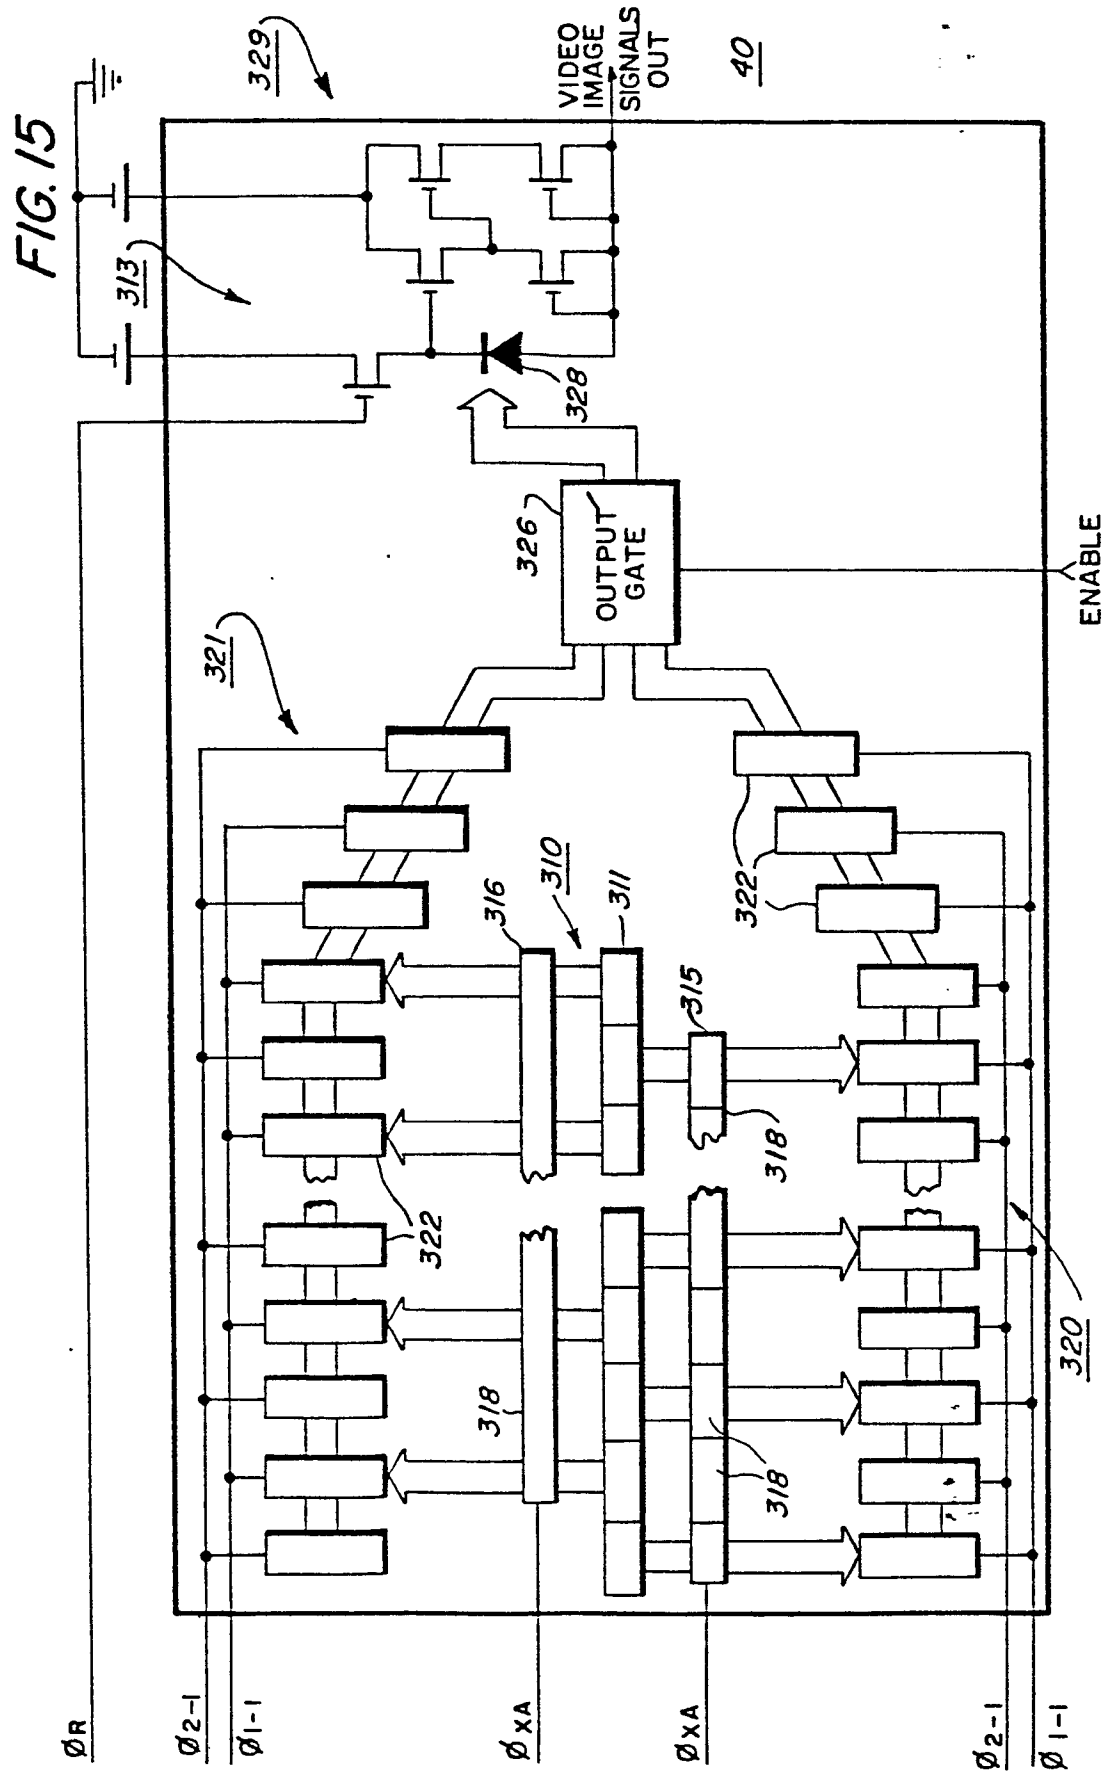 FIG. 15
329
313
VIDEO
IMAGE
SIGNALS
OUT
40
328
326
OUTPUT
GATE
ENABLE
321
322
316
310
311
315
318
322
318
318
320
ØR
Ø2-1
Ø1-1
ØXA
ØXA
Ø2-1
Ø1-1